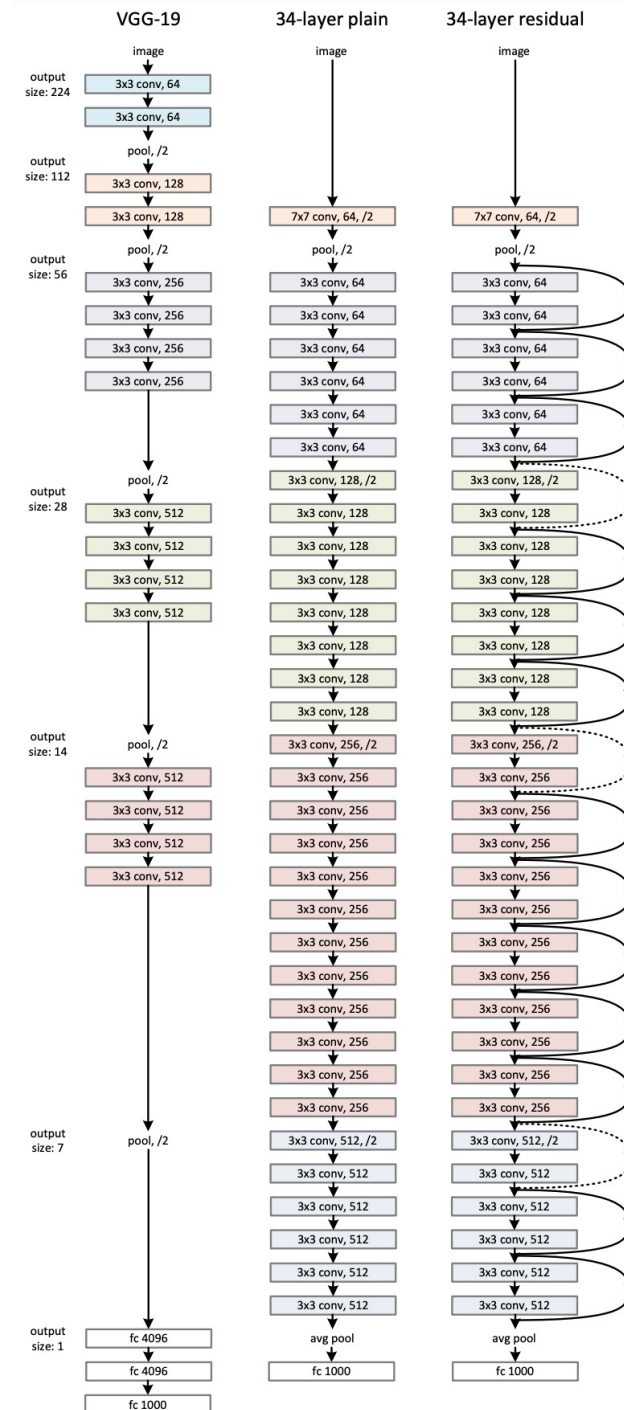 VGG-19
image
output
size: 224
3x3 conv, 64
3x3 conv, 64
pool, /2
output
size: 112
3x3 conv, 128
3x3 conv, 128
pool, /2
output
size: 56
3x3 conv, 256
3x3 conv, 256
3x3 conv, 256
3x3 conv, 256
pool, /2
output
size: 28
3x3 conv, 512
3x3 conv, 512
3x3 conv, 512
3x3 conv, 512
pool, /2
output
size: 14
3x3 conv, 512
3x3 conv, 512
3x3 conv, 512
3x3 conv, 512
output
size: 7
pool, /2
output
size: 1
fc 4096
fc 4096
fc 1000
34-layer plain
image
7x7 conv, 64, /2
pool, /2
3x3 conv, 64
3x3 conv, 64
3x3 conv, 64
3x3 conv, 64
3x3 conv, 64
3x3 conv, 64
3x3 conv, 128, /2
3x3 conv, 128
3x3 conv, 128
3x3 conv, 128
3x3 conv, 128
3x3 conv, 128
3x3 conv, 128
3x3 conv, 128
3x3 conv, 256, /2
3x3 conv, 256
3x3 conv, 256
3x3 conv, 256
3x3 conv, 256
3x3 conv, 256
3x3 conv, 256
3x3 conv, 256
3x3 conv, 256
3x3 conv, 256
3x3 conv, 256
3x3 conv, 256
3x3 conv, 512, /2
3x3 conv, 512
3x3 conv, 512
3x3 conv, 512
3x3 conv, 512
3x3 conv, 512
avg pool
fc 1000
34-layer residual
image
7x7 conv, 64, /2
pool, /2
3x3 conv, 64
3x3 conv, 64
3x3 conv, 64
3x3 conv, 64
3x3 conv, 64
3x3 conv, 64
3x3 conv, 128, /2
3x3 conv, 128
3x3 conv, 128
3x3 conv, 128
3x3 conv, 128
3x3 conv, 128
3x3 conv, 128
3x3 conv, 128
3x3 conv, 256, /2
3x3 conv, 256
3x3 conv, 256
3x3 conv, 256
3x3 conv, 256
3x3 conv, 256
3x3 conv, 256
3x3 conv, 256
3x3 conv, 256
3x3 conv, 256
3x3 conv, 256
3x3 conv, 256
3x3 conv, 512, /2
3x3 conv, 512
3x3 conv, 512
3x3 conv, 512
3x3 conv, 512
3x3 conv, 512
avg pool
fc 1000